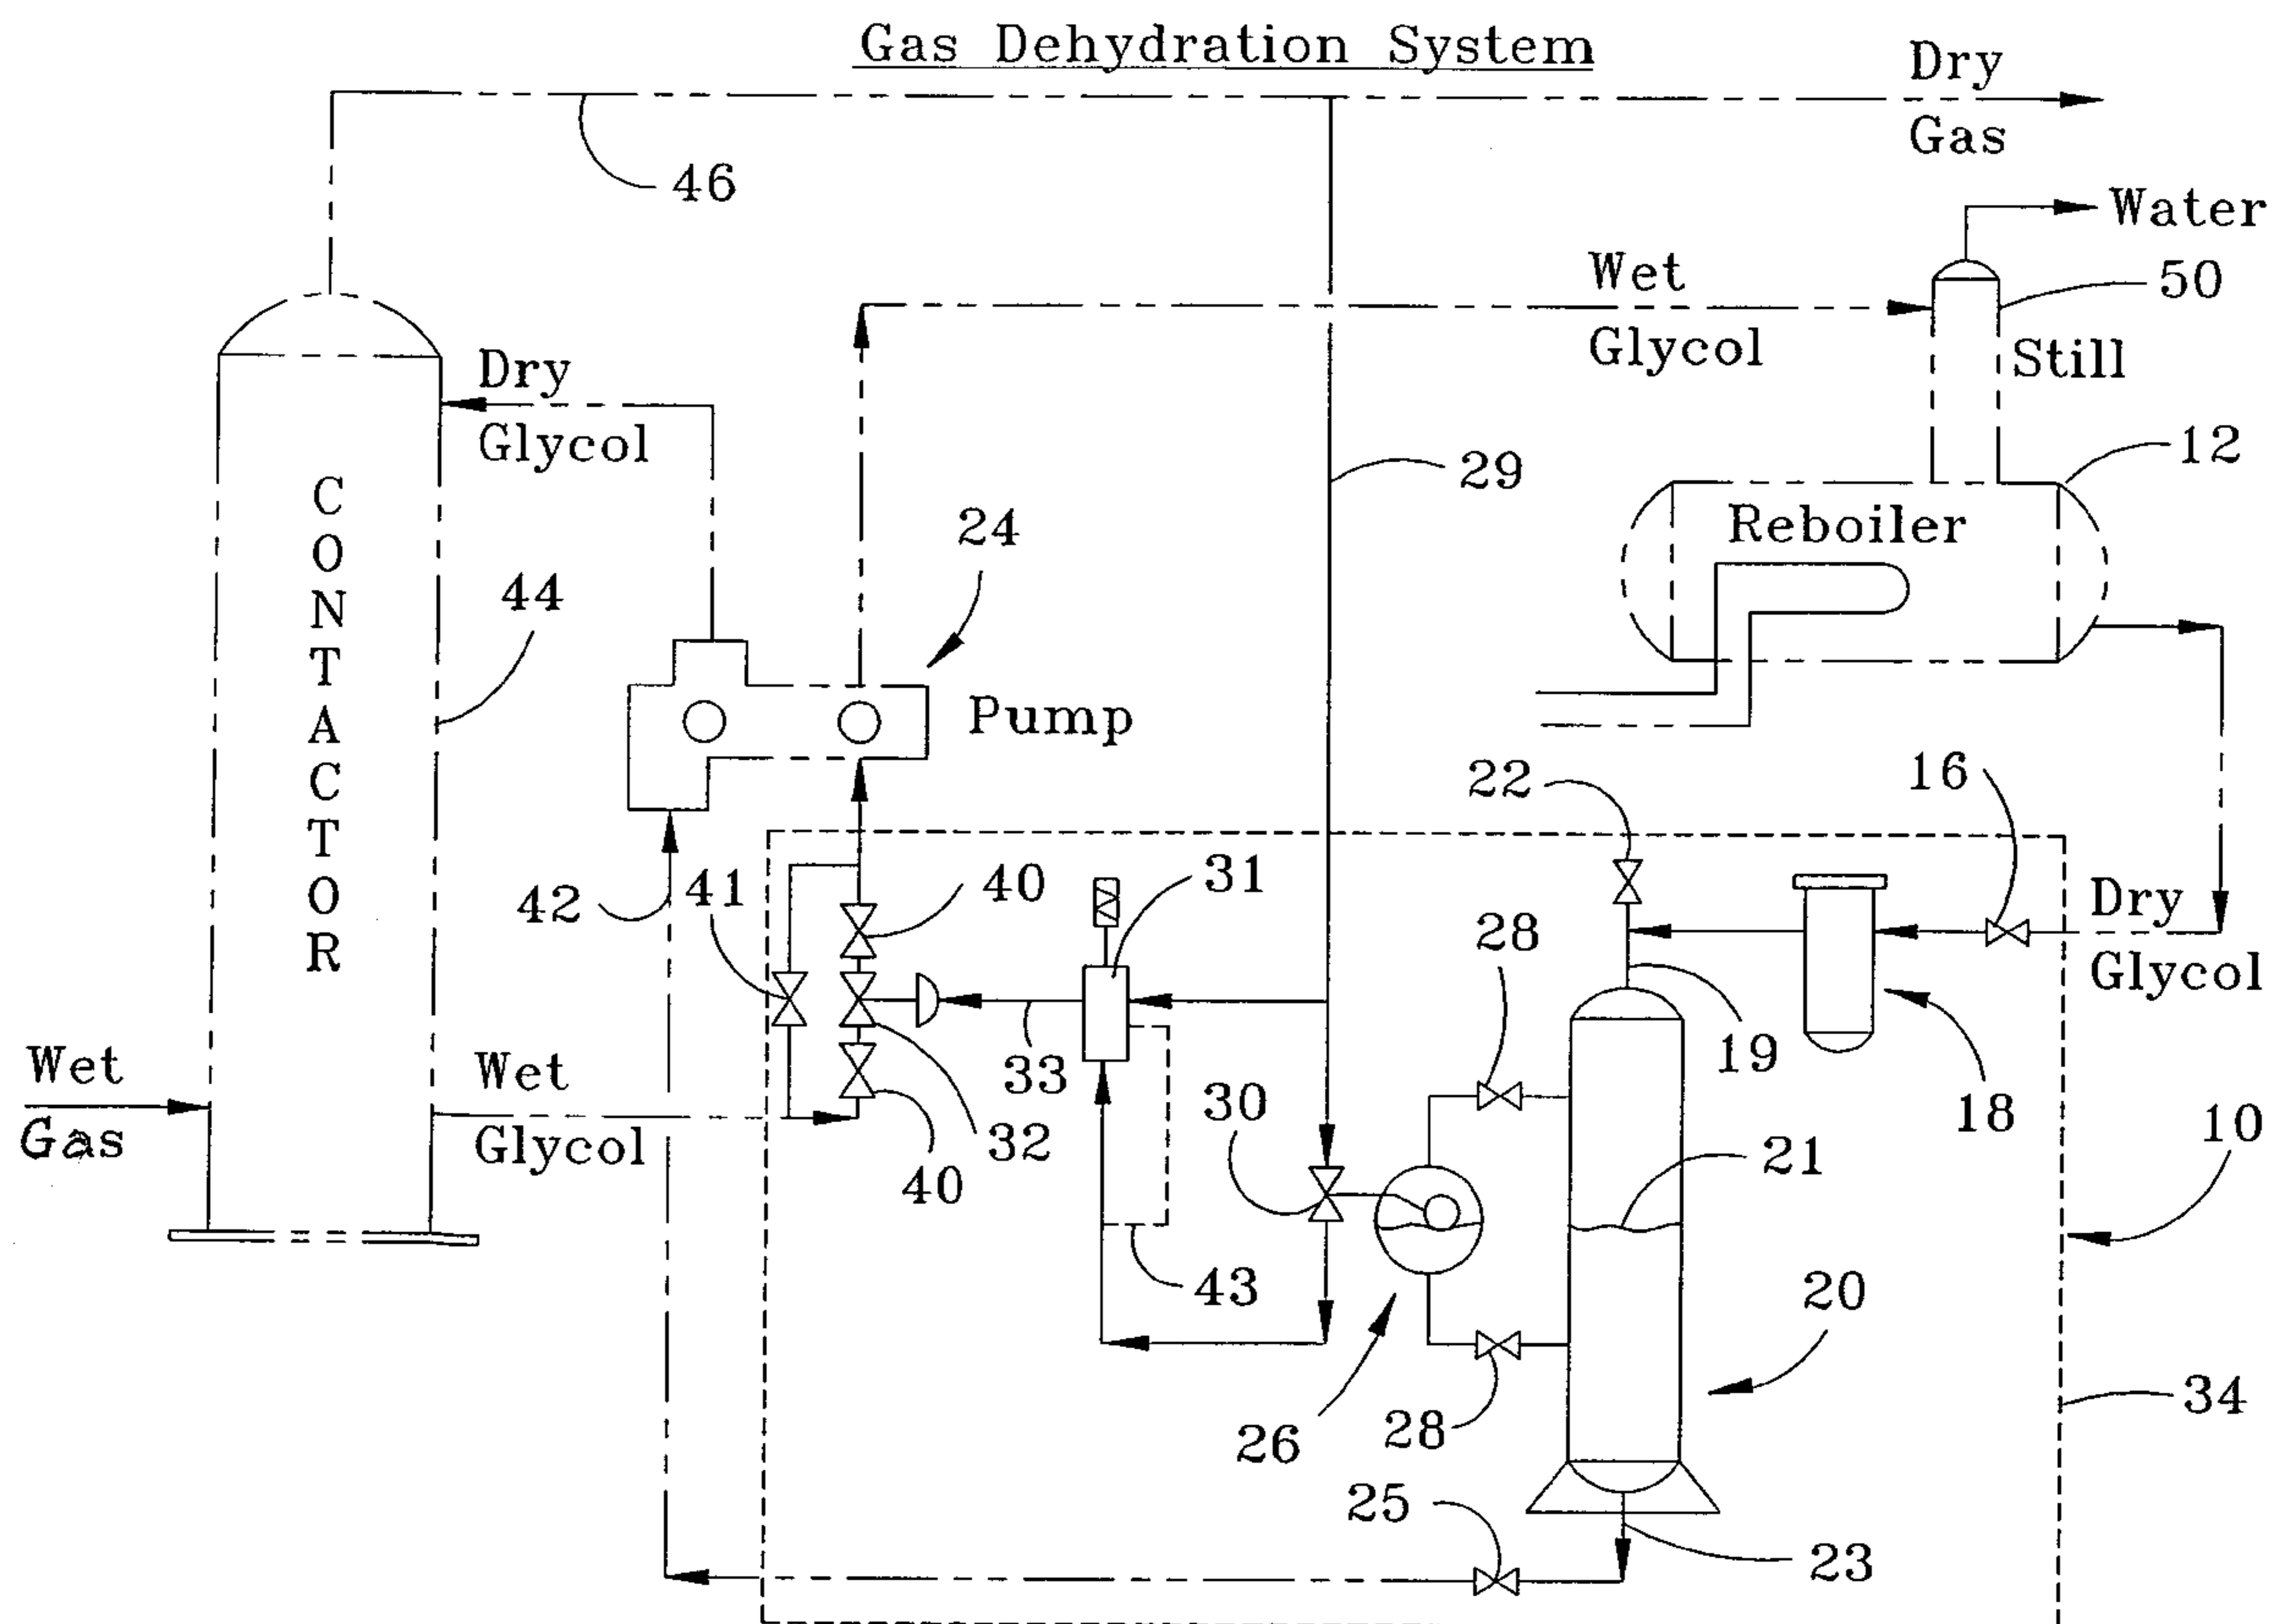 Gas Dehydration System
Dry
Gas
46
Water
Wet
50
Glycol
Still
Dry
Glycol
12
29
Reboiler
24
44
CONTACTOR
Pump
22
16
42
41
40
31
28
Dry
Glycol
19
18
Wet
Gas
Wet
Glycol
33
32
40
30
21
10
43
20
26
28
34
25
23